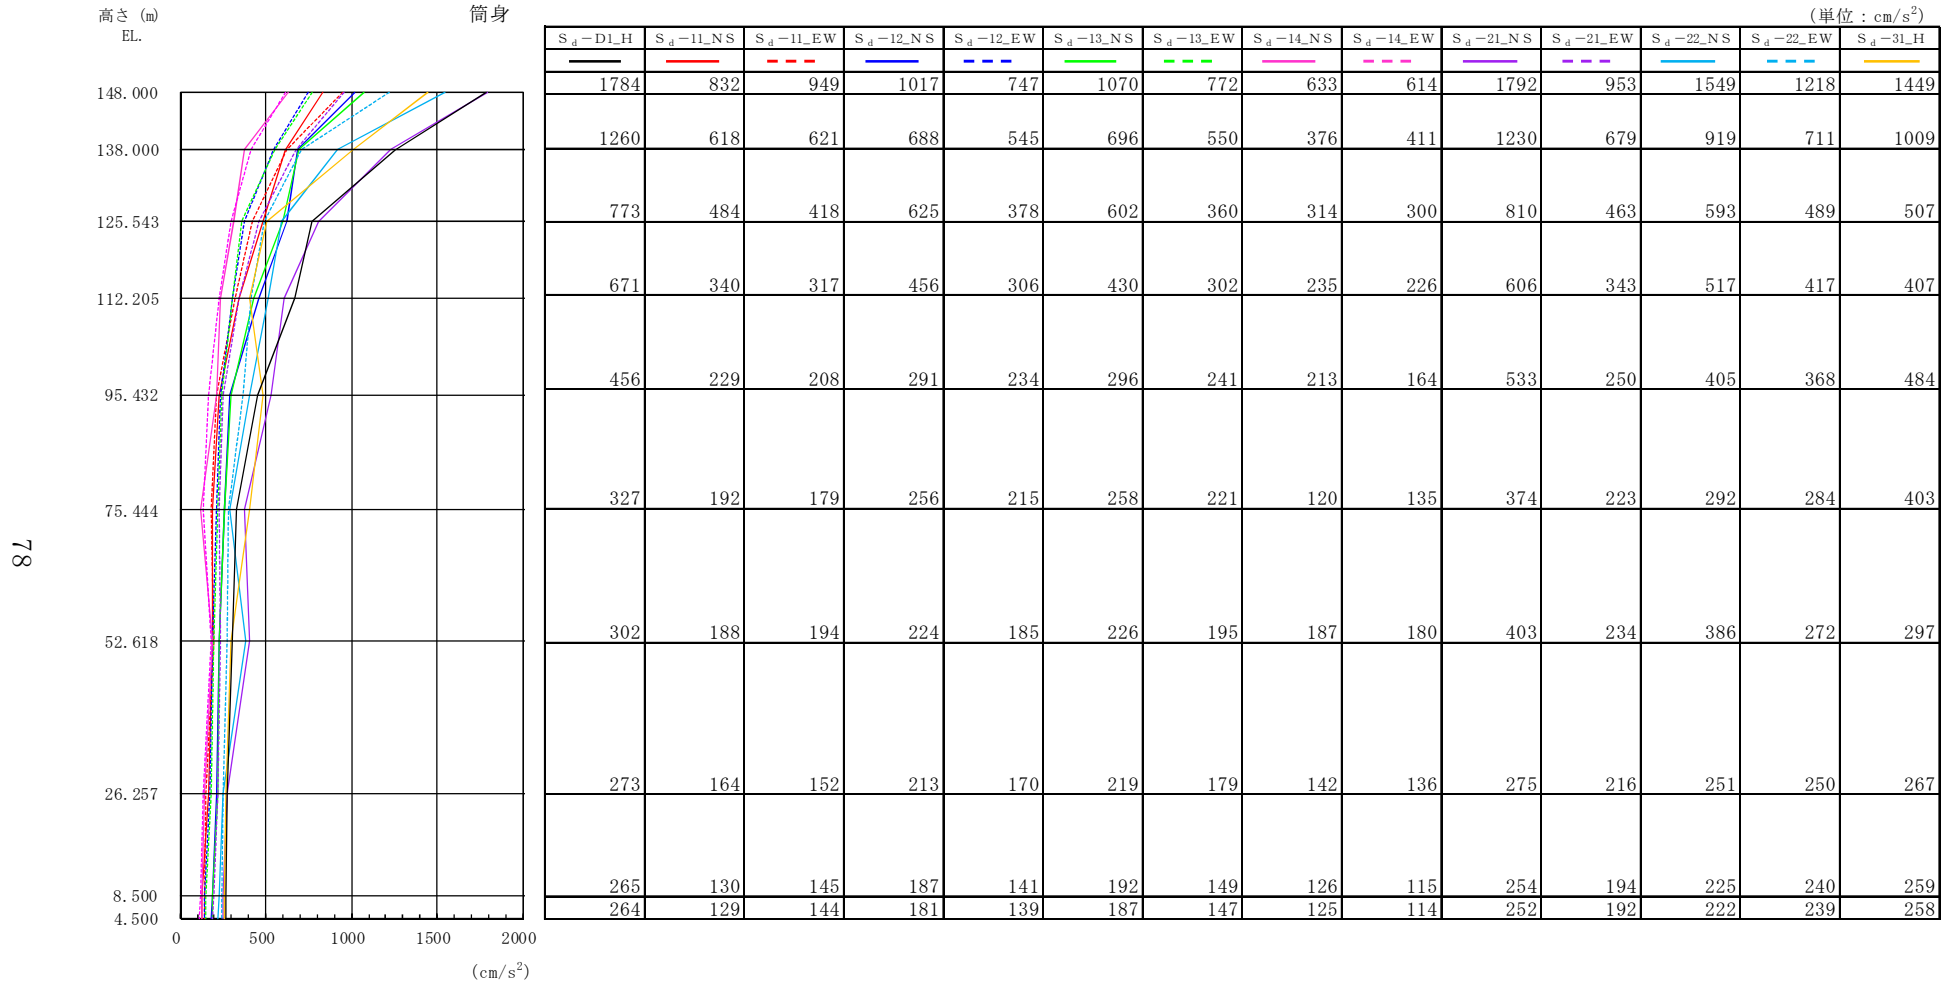 高さ (m)
EL.
筒身
(単位：cm/s²)
Sd-D1_H Sd-11_NS Sd-11_EW Sd-12_NS Sd-12_EW Sd-13_NS Sd-13_EW Sd-14_NS Sd-14_EW Sd-21_NS Sd-21_EW Sd-22_NS Sd-22_EW Sd-31_H
148.000 1784 832 949 1017 747 1070 772 633 614 1792 953 1549 1218 1449
138.000 1260 618 621 688 545 696 550 376 411 1230 679 919 711 1009
125.543 773 484 418 625 378 602 360 314 300 810 463 593 489 507
112.205 671 340 317 456 306 430 302 235 226 606 343 517 417 407
95.432 456 229 208 291 234 296 241 213 164 533 250 405 368 484
75.444 327 192 179 256 215 258 221 120 135 374 223 292 284 403
52.618 302 188 194 224 185 226 195 187 180 403 234 386 272 297
26.257 273 164 152 213 170 219 179 142 136 275 216 251 250 267
8.500 265 130 145 187 141 192 149 126 115 254 194 225 240 259
4.500 264 129 144 181 139 187 147 125 114 252 192 222 239 258
0 500 1000 1500 2000
(cm/s²)
78